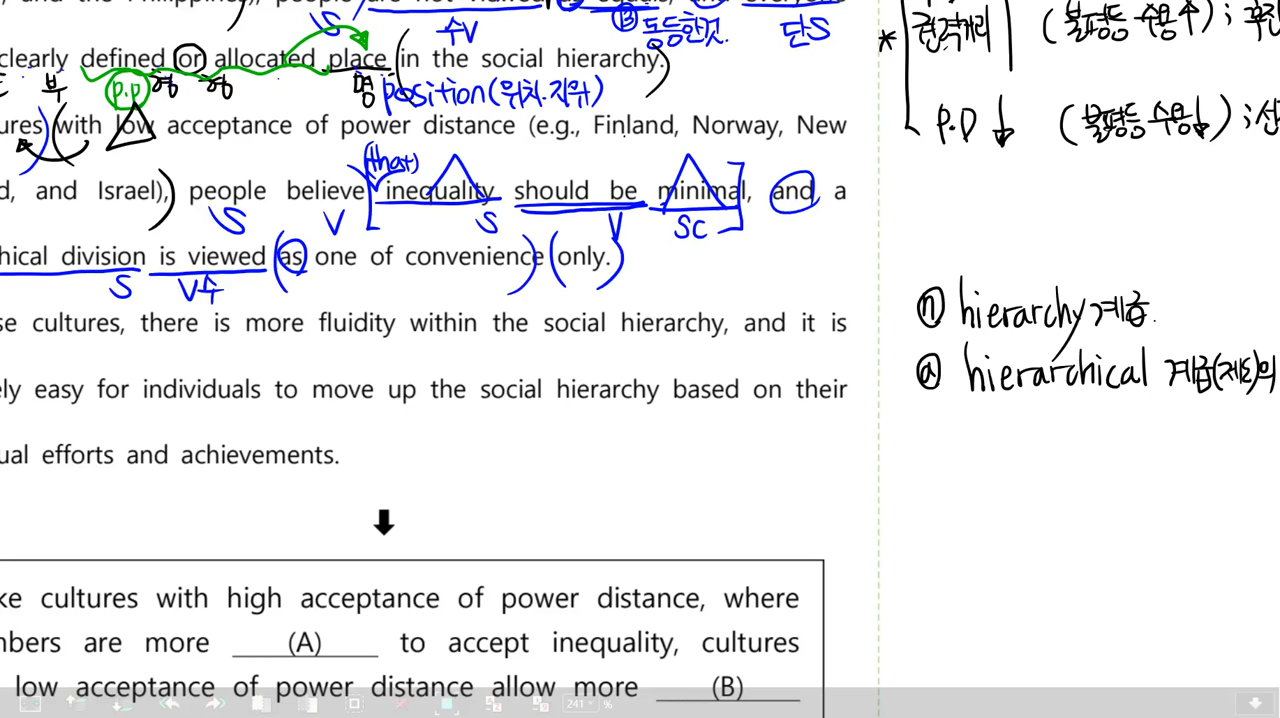 and the Philippines), people are not viewed as equals, and everyone
S 수V B 동등한것 단S
clearly defined or allocated place (in the social hierarchy.)
부 p.p 형 형 명 position(위치.지위)
ures (with low acceptance of power distance (e.g., Finland, Norway, New
(that)
d, and Israel),) people believe [inequality should be minimal,] and a
S V S V SC
hical division is viewed (as one of convenience) (only.)
S V수
se cultures, there is more fluidity within the social hierarchy, and it is
ely easy for individuals to move up the social hierarchy based on their
ual efforts and achievements.
ke cultures with high acceptance of power distance, where
nbers are more (A) to accept inequality, cultures
low acceptance of power distance allow more (B)
241 %
* 권력거리 (불평등 수용↑) ;
P.D ↓ (불평등 수용↓) ;
ⓝ hierarchy 계급.
ⓐ hierarchical 계급(제도)의